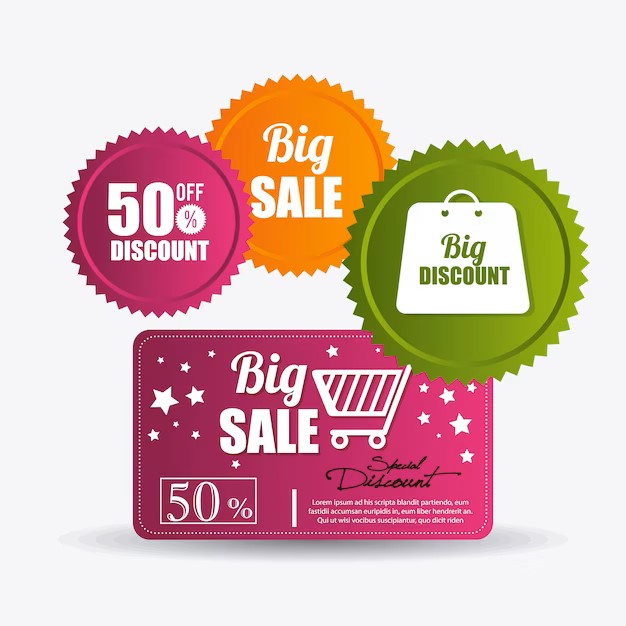 50 OFF
%
DISCOUNT
Big
SALE
Big
DISCOUNT
Big
SALE
Special
Discount
50 %
Lorem ipsum ad his scripta blandit partiendo, eum
fastidii accumsan euripidis in, eum liber
hendrerit an. Qui ut wisi vocibus suscipiantur, quo dicit ridens